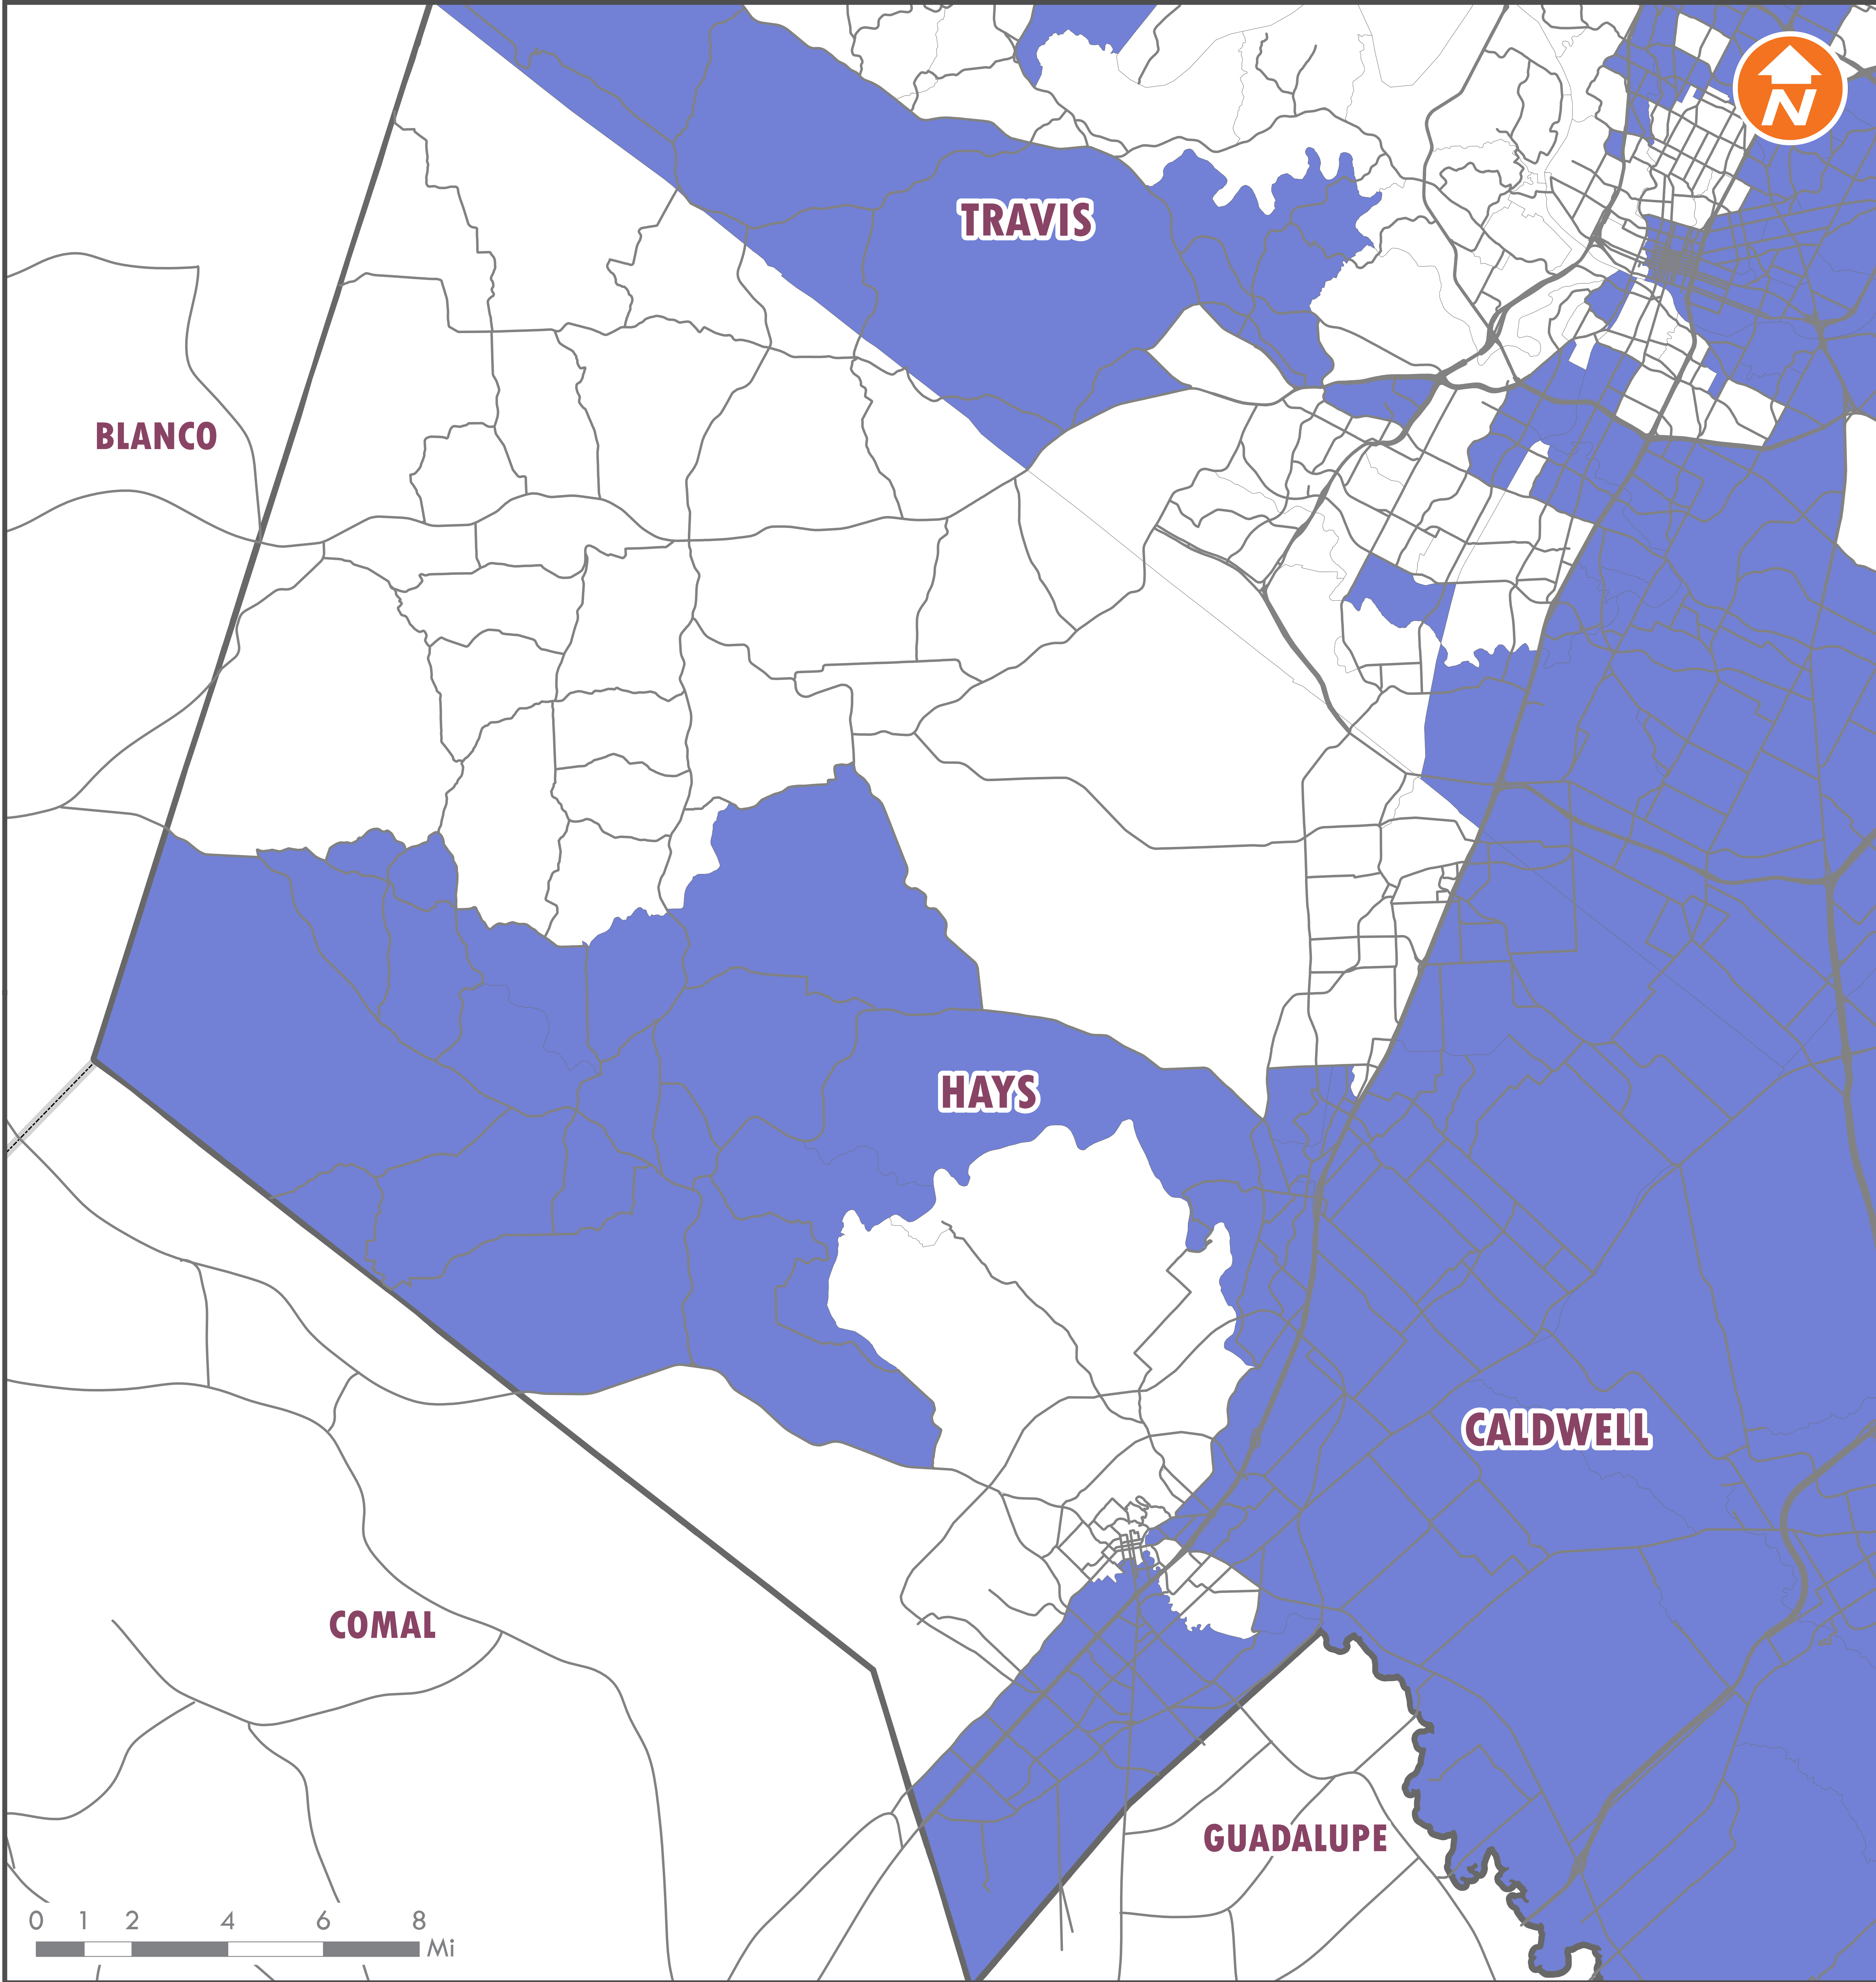 N
TRAVIS
BLANCO
HAYS
CALDWELL
COMAL
GUADALUPE
0 1 2 4 6 8
Mi